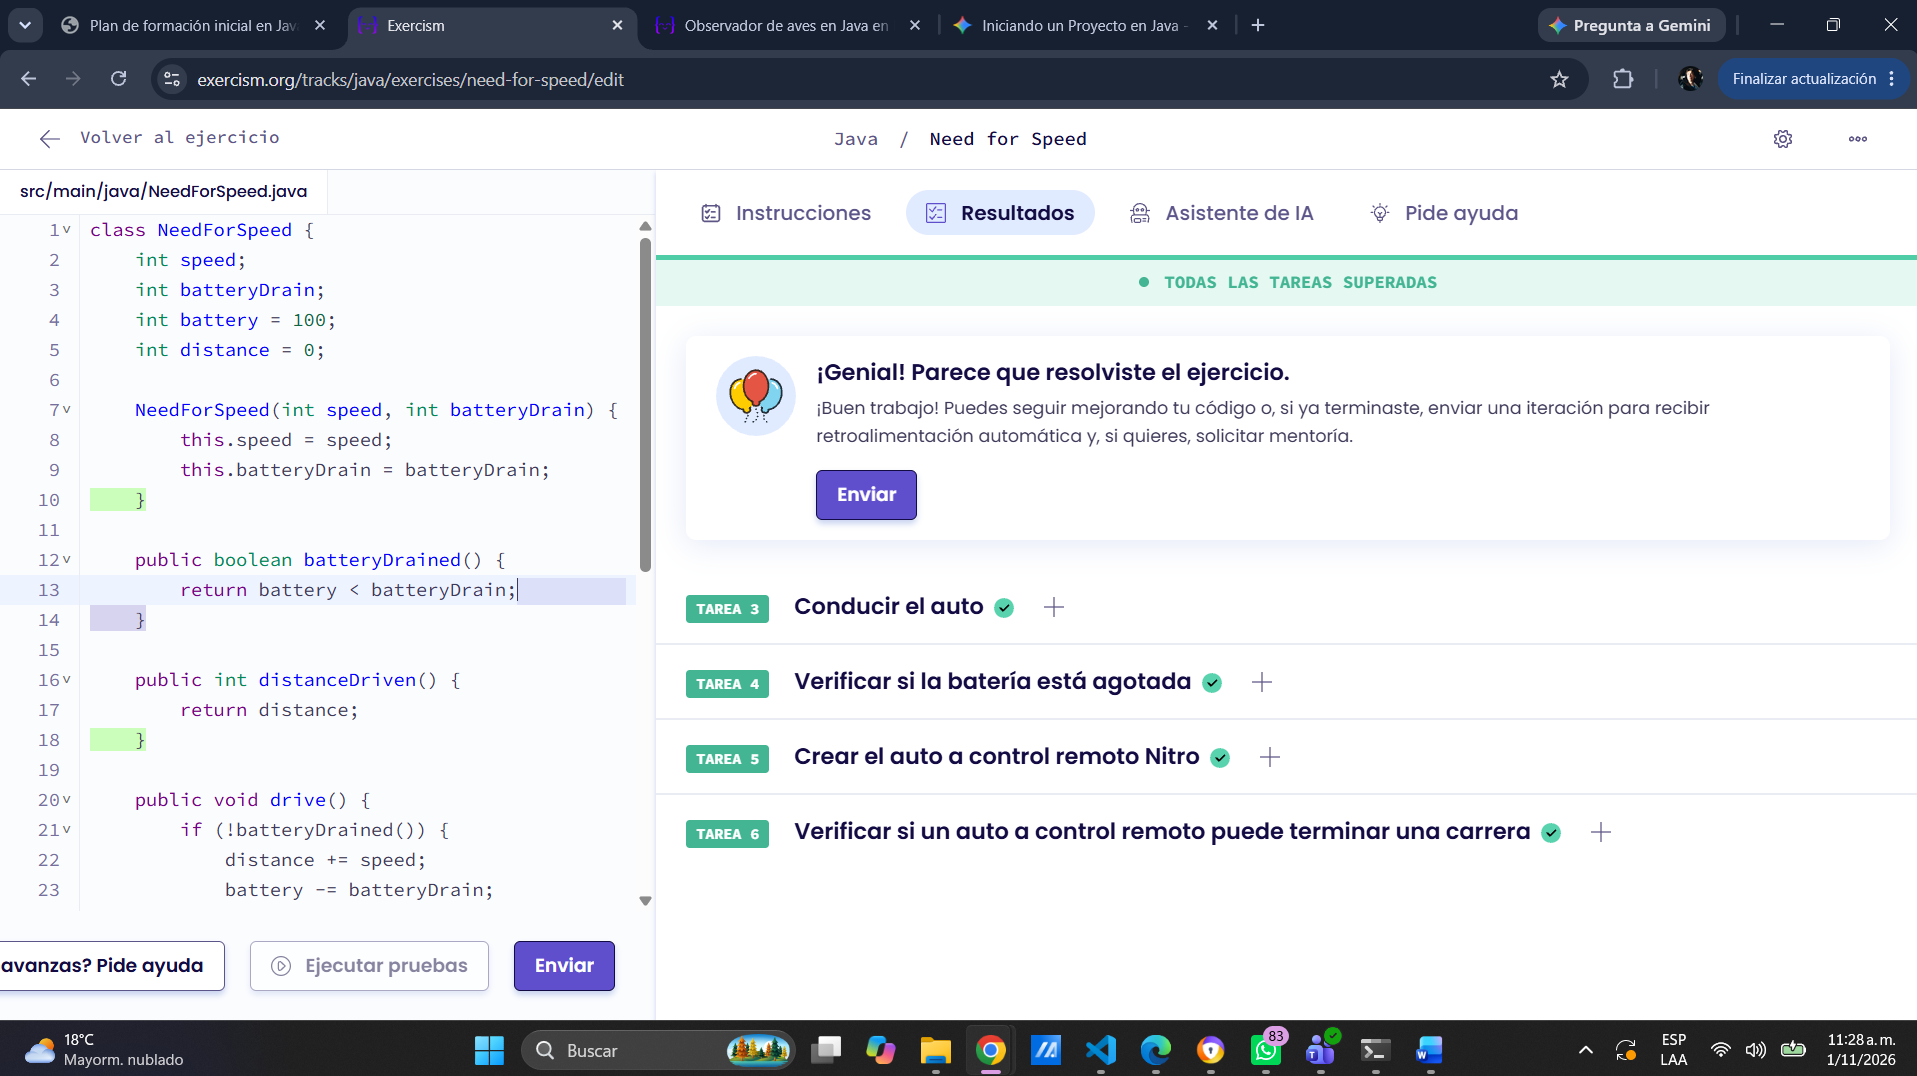 Plan de formación inicial en Jav
Exercism
Observador de aves en Java en
Iniciando un Proyecto en Java -
Pregunta a Gemini
exercism.org/tracks/java/exercises/need-for-speed/edit
Finalizar actualización
Volver al ejercicio
Java / Need for Speed
src/main/java/NeedForSpeed.java
1 class NeedForSpeed {
2 int speed;
3 int batteryDrain;
4 int battery = 100;
5 int distance = 0;
6
7 NeedForSpeed(int speed, int batteryDrain) {
8 this.speed = speed;
9 this.batteryDrain = batteryDrain;
10 }
11
12 public boolean batteryDrained() {
13 return battery < batteryDrain;
14 }
15
16 public int distanceDriven() {
17 return distance;
18 }
19
20 public void drive() {
21 if (!batteryDrained()) {
22 distance += speed;
23 battery -= batteryDrain;
avanzas? Pide ayuda
Ejecutar pruebas
Enviar
Instrucciones
Resultados
Asistente de IA
Pide ayuda
TODAS LAS TAREAS SUPERADAS
¡Genial! Parece que resolviste el ejercicio.
¡Buen trabajo! Puedes seguir mejorando tu código o, si ya terminaste, enviar una iteración para recibir
retroalimentación automática y, si quieres, solicitar mentoría.
Enviar
TAREA 3 Conducir el auto
TAREA 4 Verificar si la batería está agotada
TAREA 5 Crear el auto a control remoto Nitro
TAREA 6 Verificar si un auto a control remoto puede terminar una carrera
18°C
Mayorm. nublado
Buscar
83
ESP
LAA
11:28 a. m.
1/11/2026